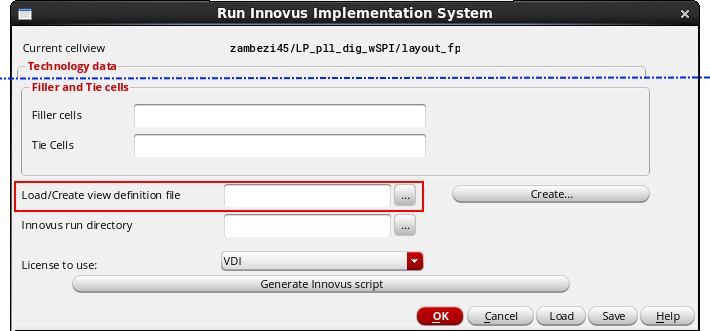 Run Innovus Implementation System
Current cellview zambezi45/LP_pll_dig_wSPI/layout_fp
Technology data
Filler and Tie cells
Filler cells
Tie Cells
Load/Create view definition file ... Create...
Innovus run directory ...
License to use: VDI
Generate Innovus script
OK Cancel Load Save Help